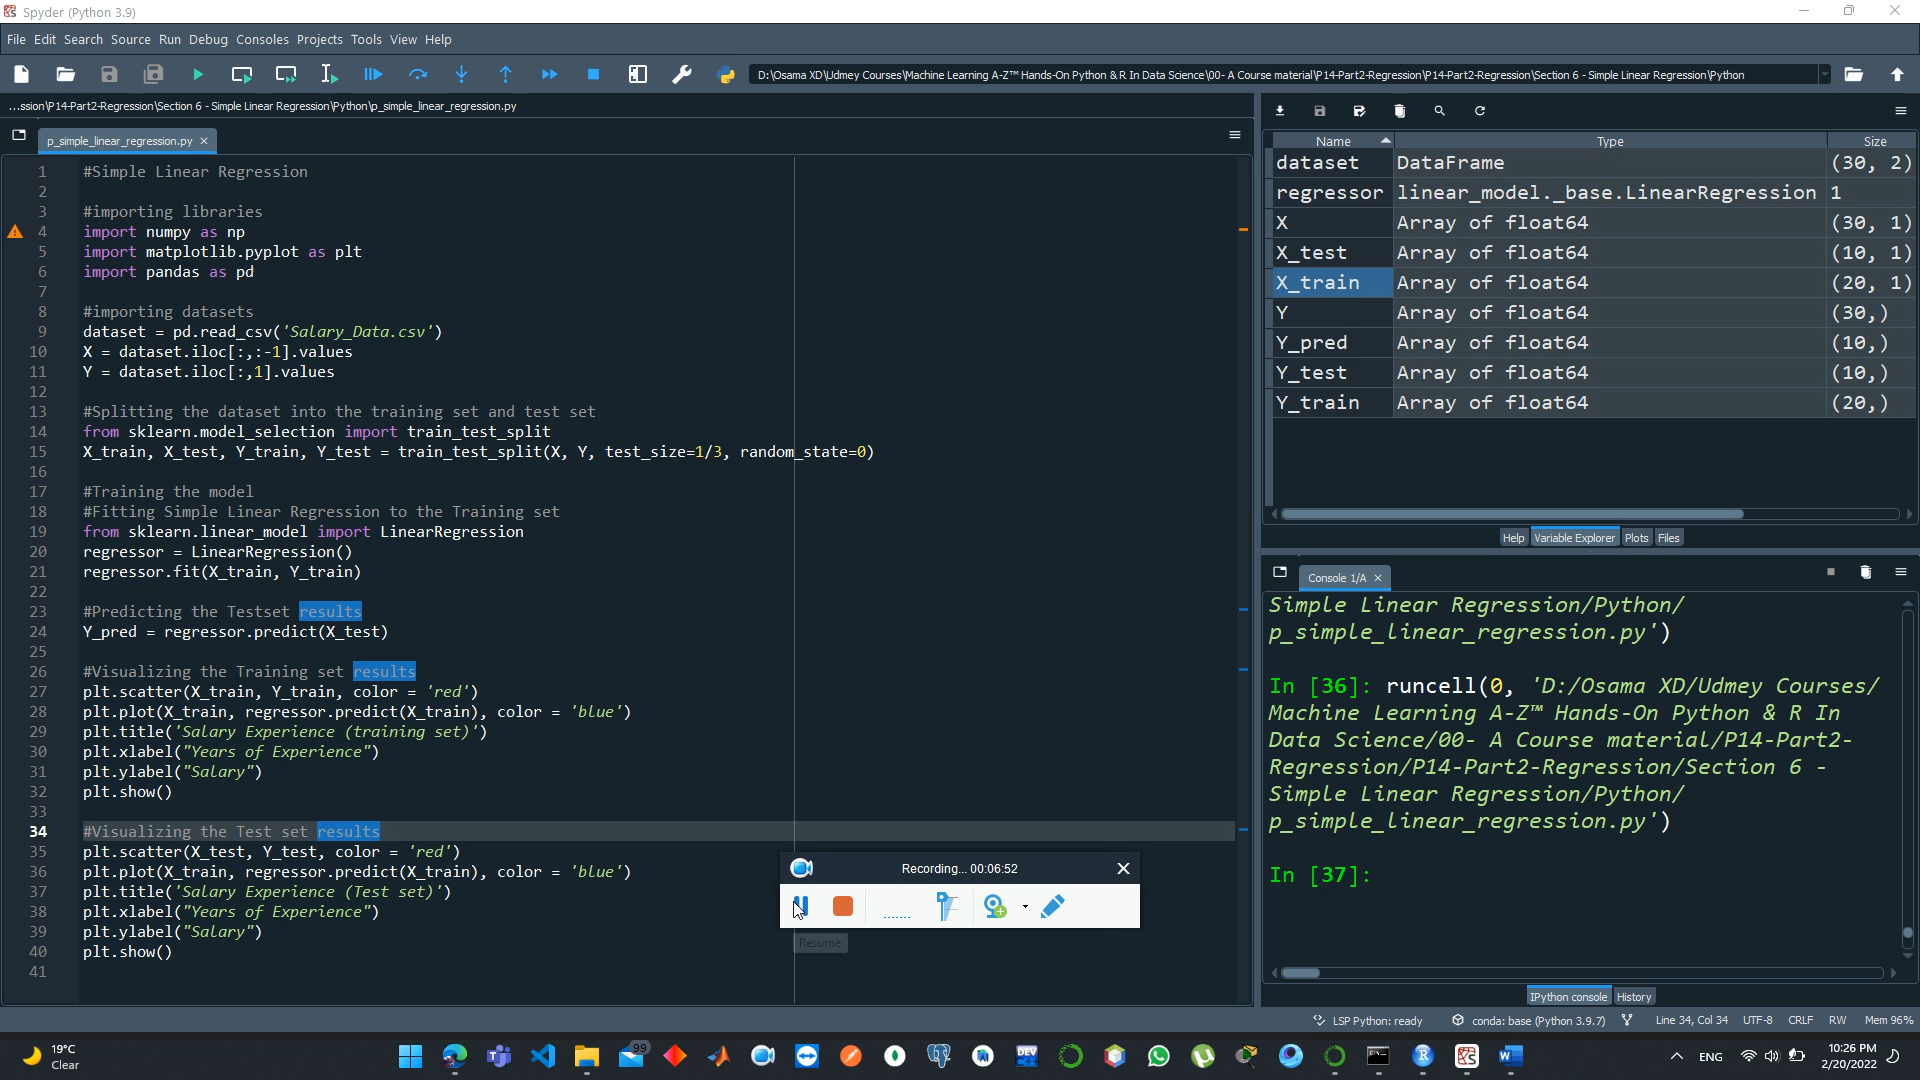 Spyder (Python 3.9)
File Edit Search Source Run Debug Consoles Projects Tools View Help
D:\Osama XD\Udmey Courses\Machine Learning A-Z™ Hands-On Python & R In Data Science\00- A Course material\P14-Part2-Regression\P14-Part2-Regression\Section 6 - Simple Linear Regression\Python
...ssion\P14-Part2-Regression\Section 6 - Simple Linear Regression\Python\p_simple_linear_regression.py
p_simple_linear_regression.py
1 #Simple Linear Regression
2
3 #importing libraries
4 import numpy as np
5 import matplotlib.pyplot as plt
6 import pandas as pd
7
8 #importing datasets
9 dataset = pd.read_csv('Salary_Data.csv')
10 X = dataset.iloc[:,:-1].values
11 Y = dataset.iloc[:,1].values
12
13 #Splitting the dataset into the training set and test set
14 from sklearn.model_selection import train_test_split
15 X_train, X_test, Y_train, Y_test = train_test_split(X, Y, test_size=1/3, random_state=0)
16
17 #Training the model
18 #Fitting Simple Linear Regression to the Training set
19 from sklearn.linear_model import LinearRegression
20 regressor = LinearRegression()
21 regressor.fit(X_train, Y_train)
22
23 #Predicting the Testset results
24 Y_pred = regressor.predict(X_test)
25
26 #Visualizing the Training set results
27 plt.scatter(X_train, Y_train, color = 'red')
28 plt.plot(X_train, regressor.predict(X_train), color = 'blue')
29 plt.title('Salary Experience (training set)')
30 plt.xlabel("Years of Experience")
31 plt.ylabel("Salary")
32 plt.show()
33
34 #Visualizing the Test set results
35 plt.scatter(X_test, Y_test, color = 'red')
36 plt.plot(X_train, regressor.predict(X_train), color = 'blue')
37 plt.title('Salary Experience (Test set)')
38 plt.xlabel("Years of Experience")
39 plt.ylabel("Salary")
40 plt.show()
41
Recording... 00:06:52
Resume
Name Type Size
dataset DataFrame (30, 2)
regressor linear_model._base.LinearRegression 1
X Array of float64 (30, 1)
X_test Array of float64 (10, 1)
X_train Array of float64 (20, 1)
Y Array of float64 (30,)
Y_pred Array of float64 (10,)
Y_test Array of float64 (10,)
Y_train Array of float64 (20,)
Help Variable Explorer Plots Files
Console 1/A
Simple Linear Regression/Python/
p_simple_linear_regression.py')
In [36]: runcell(0, 'D:/Osama XD/Udmey Courses/
Machine Learning A-Z™ Hands-On Python & R In
Data Science/00- A Course material/P14-Part2-
Regression/P14-Part2-Regression/Section 6 -
Simple Linear Regression/Python/
p_simple_linear_regression.py')
In [37]:
IPython console History
LSP Python: ready conda: base (Python 3.9.7) Line 34, Col 34 UTF-8 CRLF RW Mem 96%
19°C
Clear
99
DEV
ENG
10:26 PM
2/20/2022